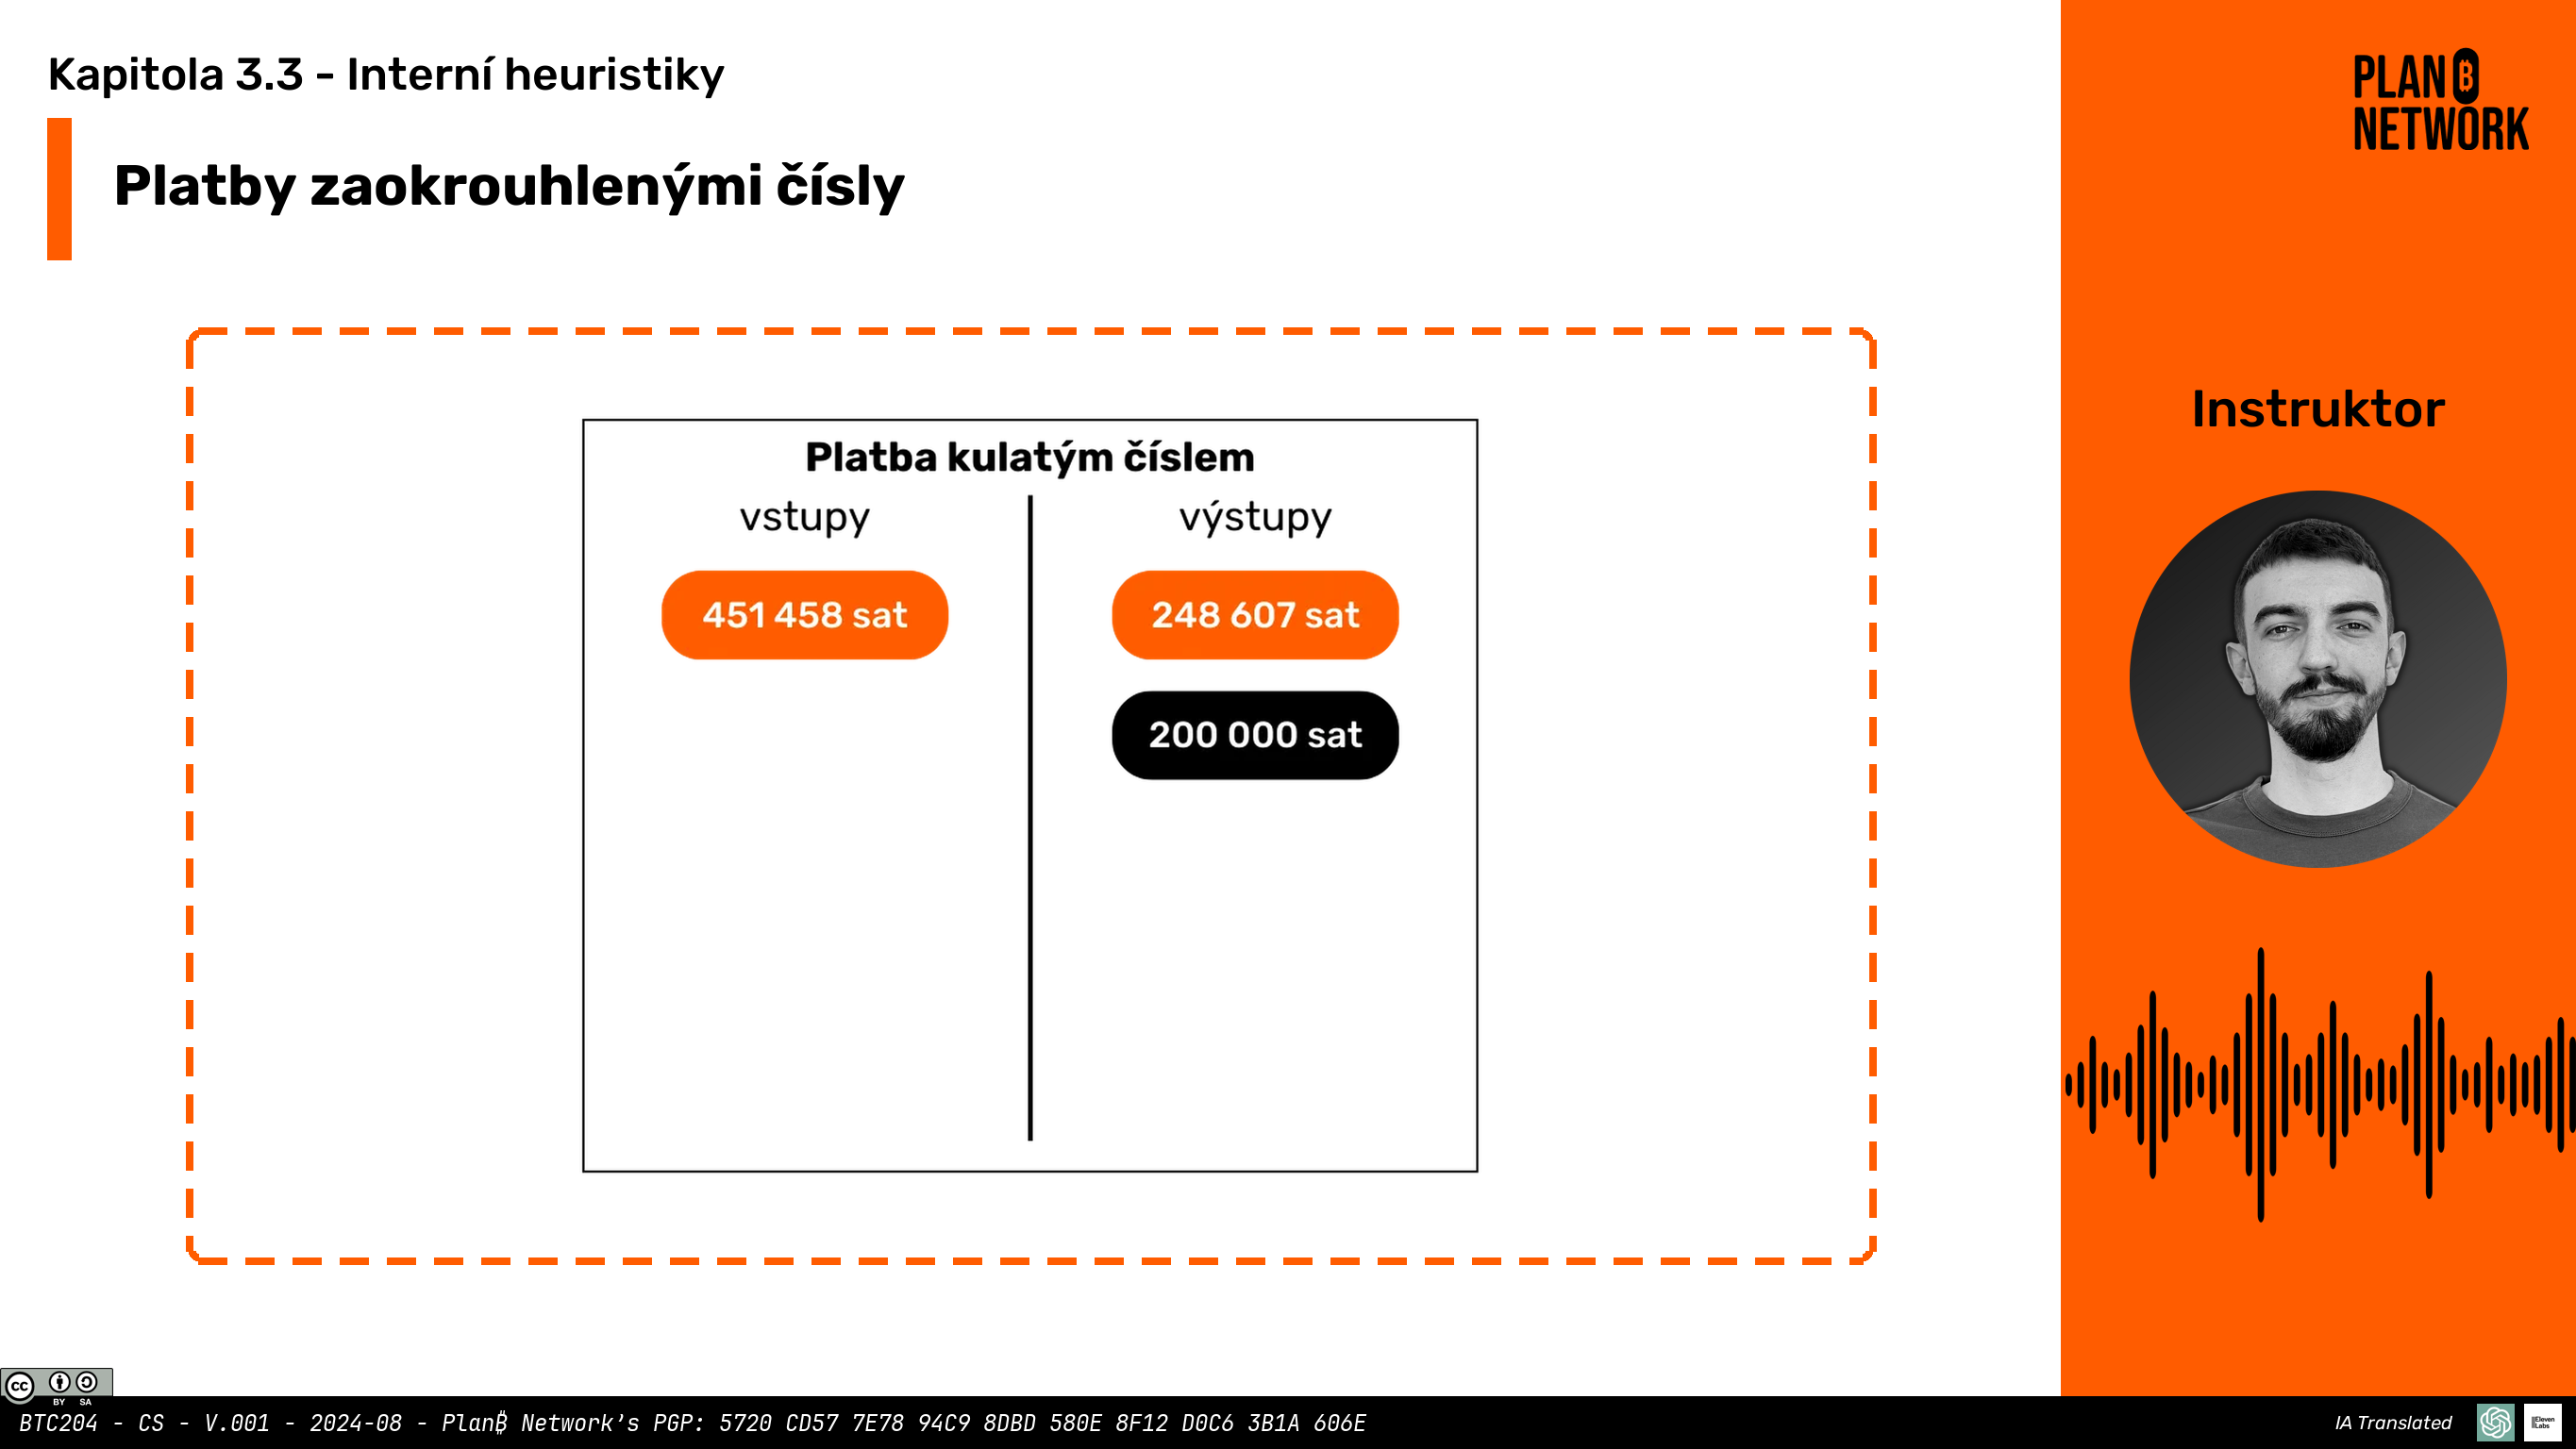 Kapitola 3.3 - Interní heuristiky
Platby zaokrouhlenými čísly
PLAN B
NETWORK
Instruktor
Platba kulatým číslem
vstupy
výstupy
451 458 sat
248 607 sat
200 000 sat
CC BY SA
BTC204 - CS - V.001 - 2024-08 - Plan₿ Network's PGP: 5720 CD57 7E78 94C9 8DBD 580E 8F12 D0C6 3B1A 606E
IA Translated
ElevenLabs